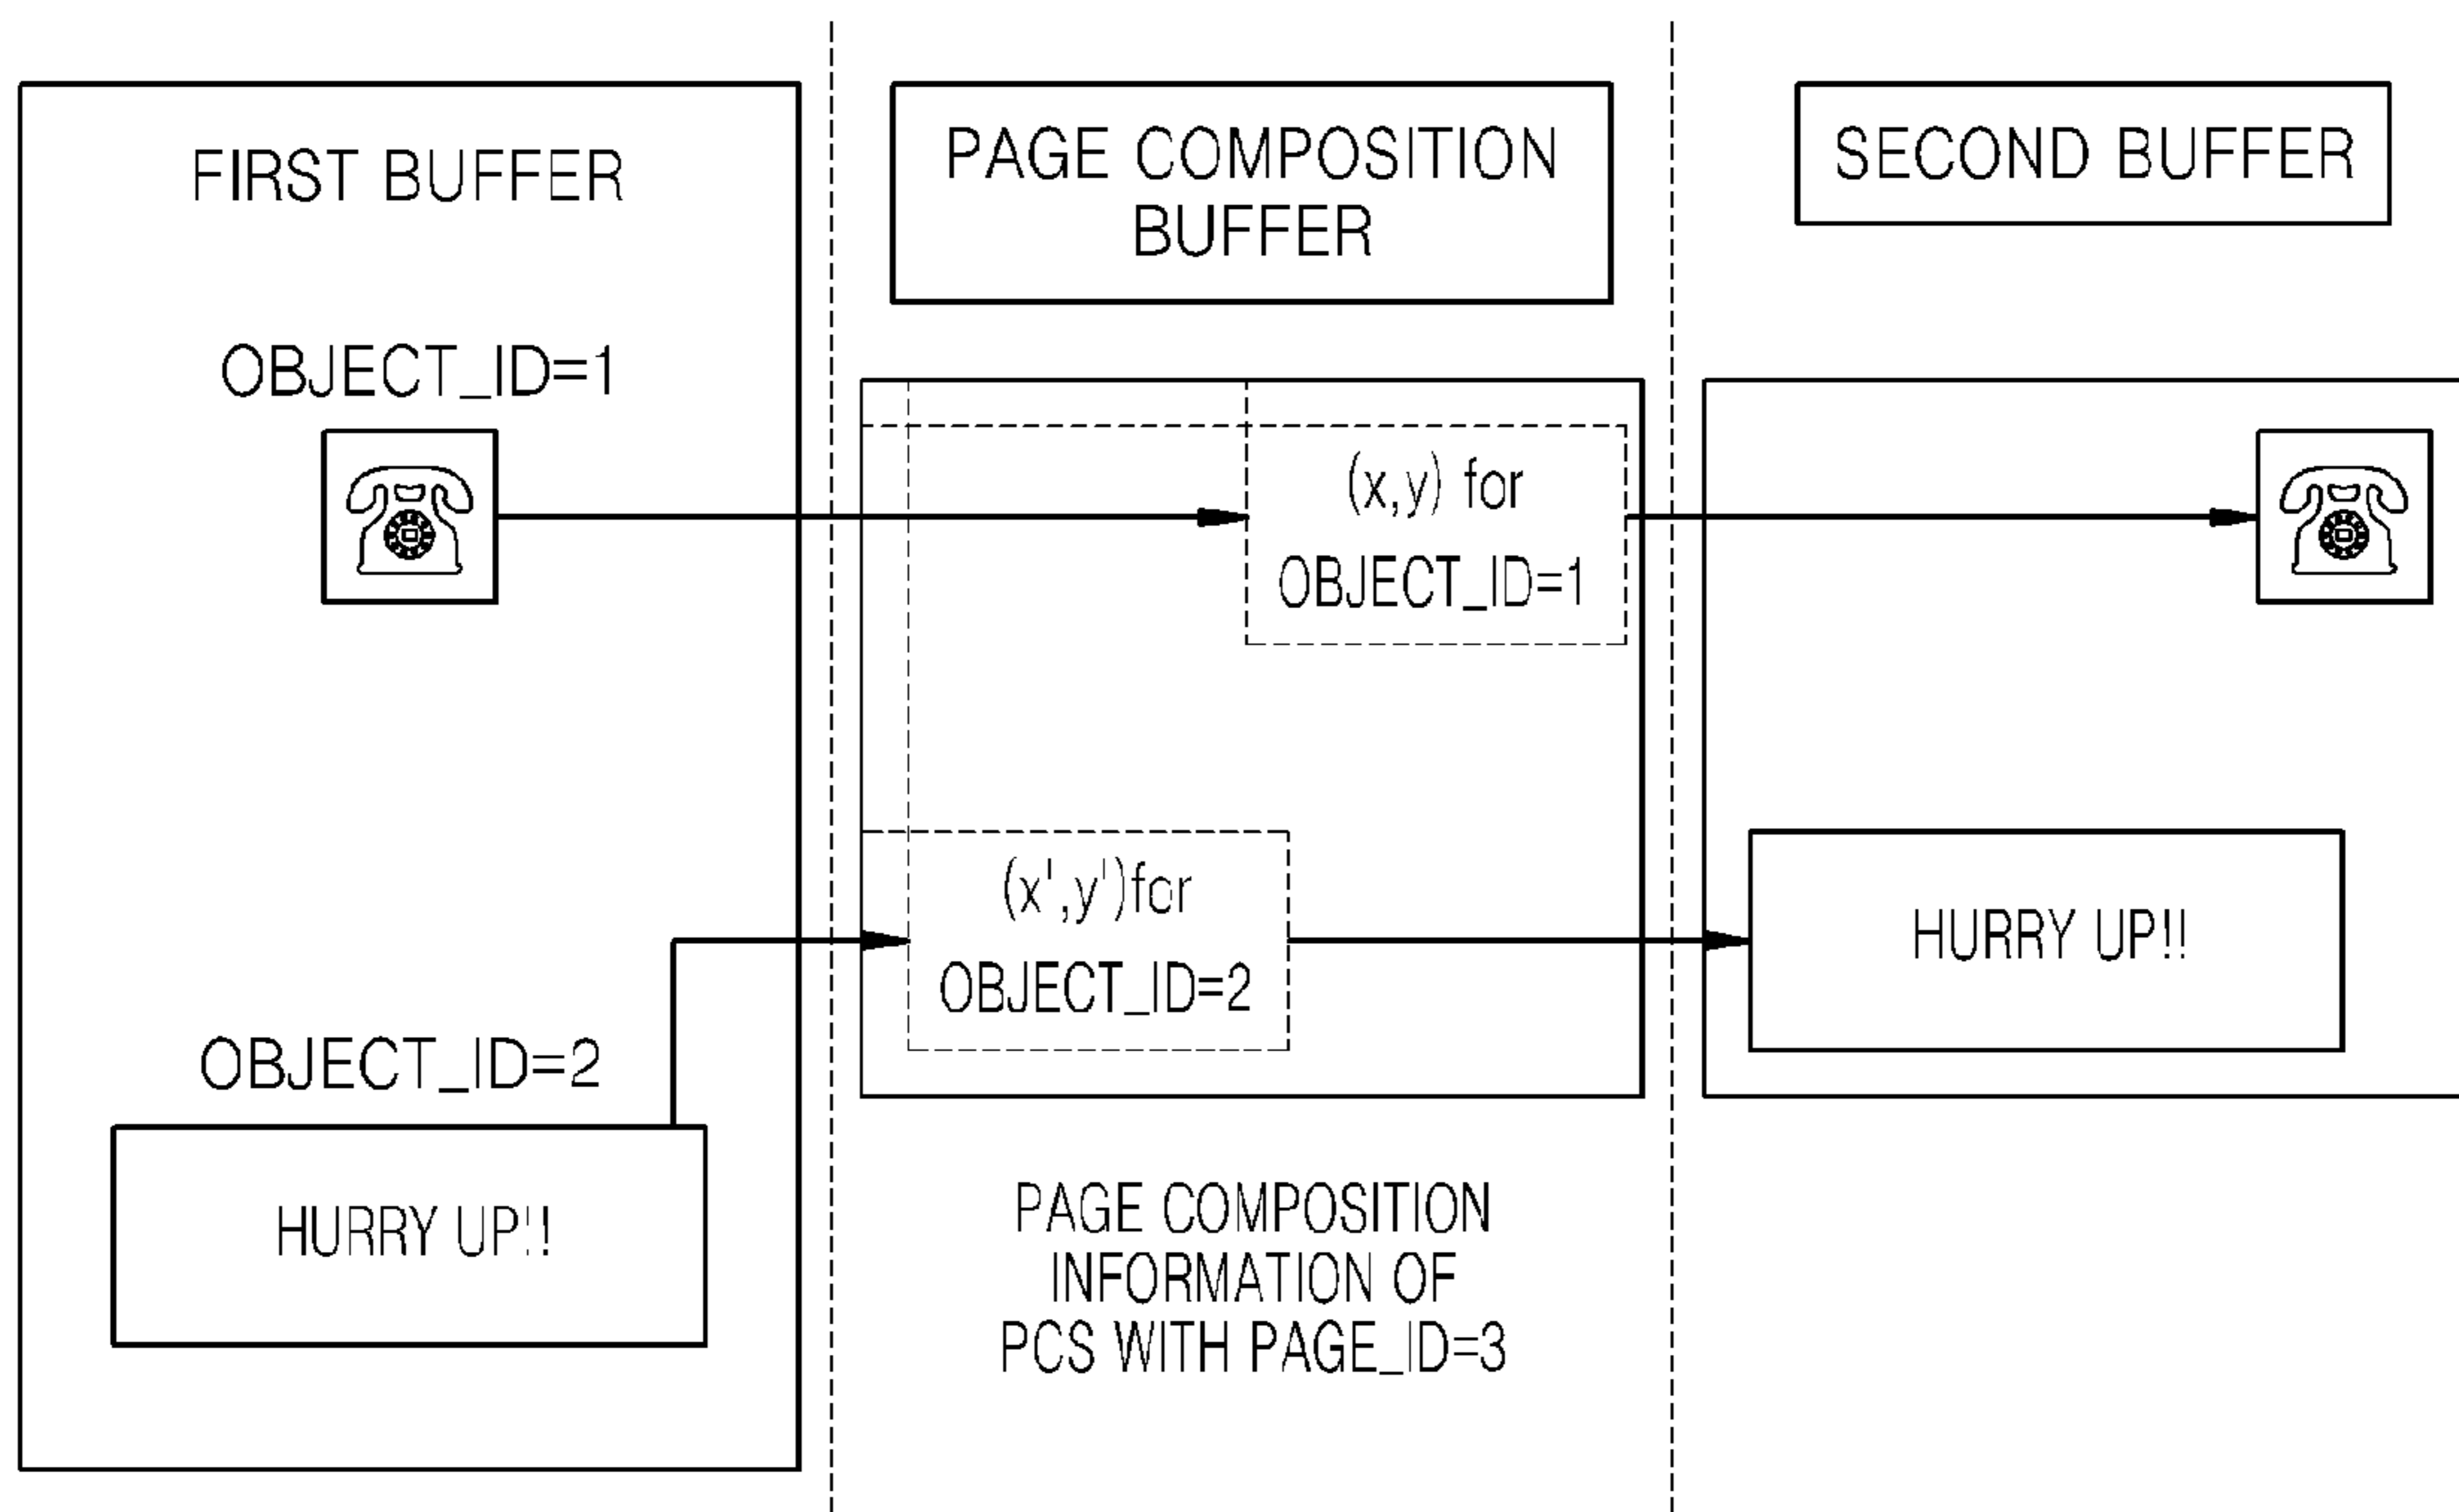 FIRST BUFFER
OBJECT_ID=1
OBJECT_ID=2
HURRY UP!!
PAGE COMPOSITION
BUFFER
(x,y) for
OBJECT_ID=1
(x',y')for
OBJECT_ID=2
PAGE COMPOSITION
INFORMATION OF
PCS WITH PAGE_ID=3
SECOND BUFFER
HURRY UP!!